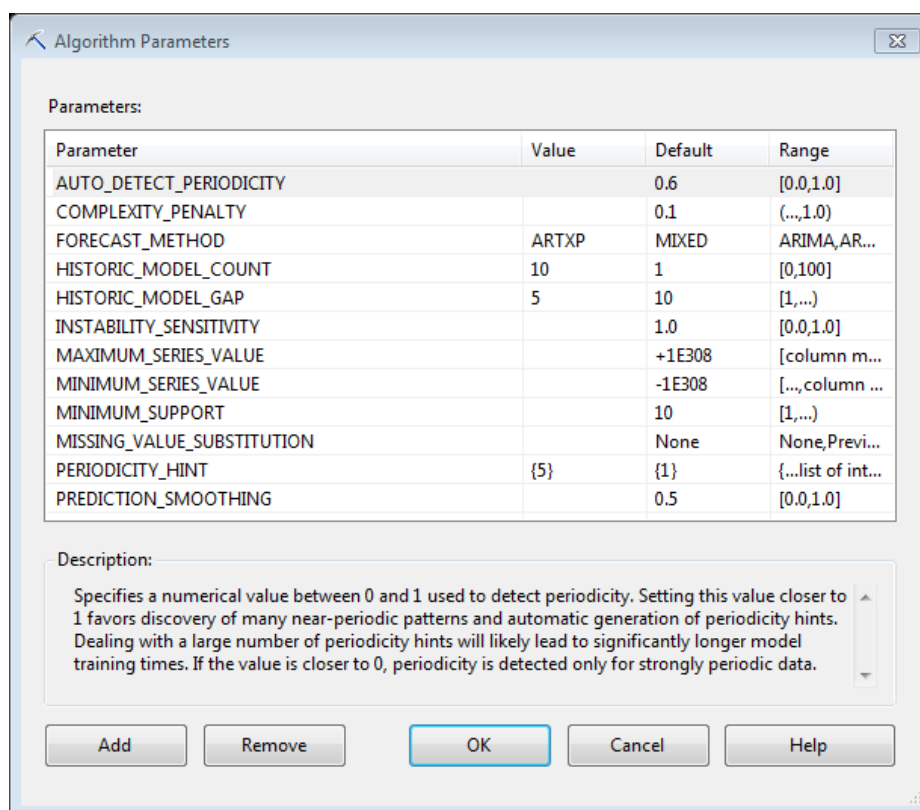 Algorithm Parameters
Parameters:
Parameter Value Default Range
AUTO_DETECT_PERIODICITY 0.6 [0.0,1.0]
COMPLEXITY_PENALTY 0.1 (...,1.0)
FORECAST_METHOD ARTXP MIXED ARIMA,AR...
HISTORIC_MODEL_COUNT 10 1 [0,100]
HISTORIC_MODEL_GAP 5 10 [1,...)
INSTABILITY_SENSITIVITY 1.0 [0.0,1.0]
MAXIMUM_SERIES_VALUE +1E308 [column m...
MINIMUM_SERIES_VALUE -1E308 [...,column ...
MINIMUM_SUPPORT 10 [1,...)
MISSING_VALUE_SUBSTITUTION None None,Previ...
PERIODICITY_HINT {5} {1} {...list of int...
PREDICTION_SMOOTHING 0.5 [0.0,1.0]
Description:
Specifies a numerical value between 0 and 1 used to detect periodicity. Setting this value closer to
1 favors discovery of many near-periodic patterns and automatic generation of periodicity hints.
Dealing with a large number of periodicity hints will likely lead to significantly longer model
training times. If the value is closer to 0, periodicity is detected only for strongly periodic data.
Add Remove OK Cancel Help